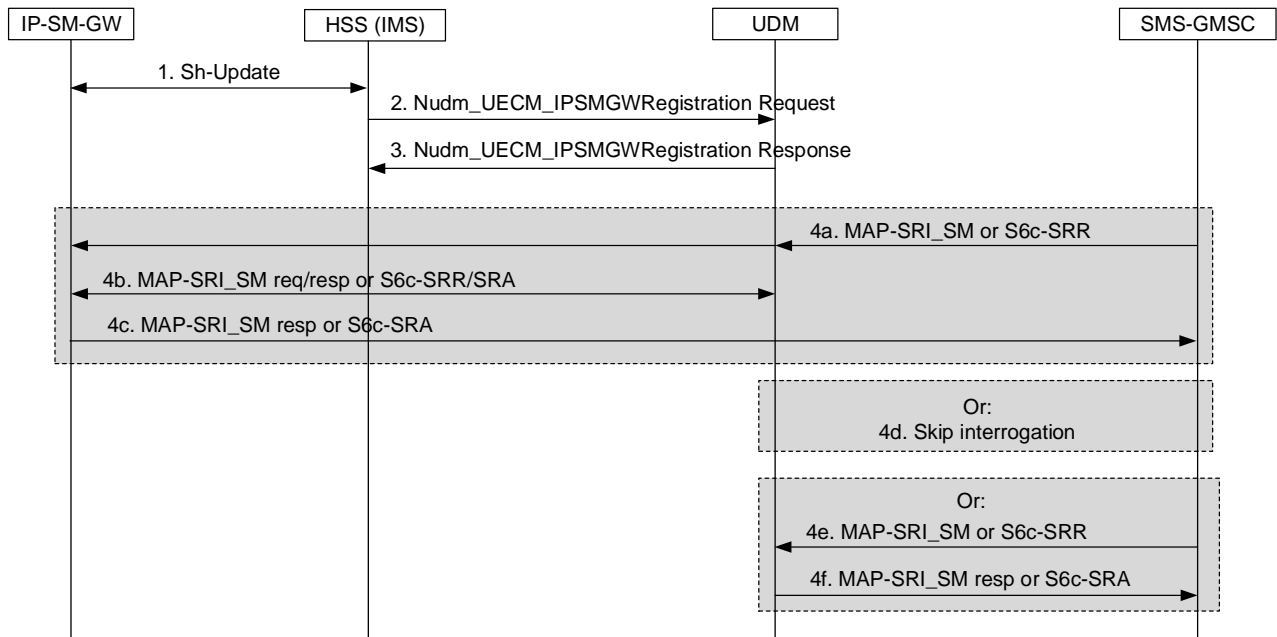 IP-SM-GW
HSS (IMS)
UDM
SMS-GMSC
1. Sh-Update
2. Nudm_UECM_IPSMGWRegistration Request
3. Nudm_UECM_IPSMGWRegistration Response
4a. MAP-SRI_SM or S6c-SRR
4b. MAP-SRI_SM req/resp or S6c-SRR/SRA
4c. MAP-SRI_SM resp or S6c-SRA
Or:
4d. Skip interrogation
Or:
4e. MAP-SRI_SM or S6c-SRR
4f. MAP-SRI_SM resp or S6c-SRA